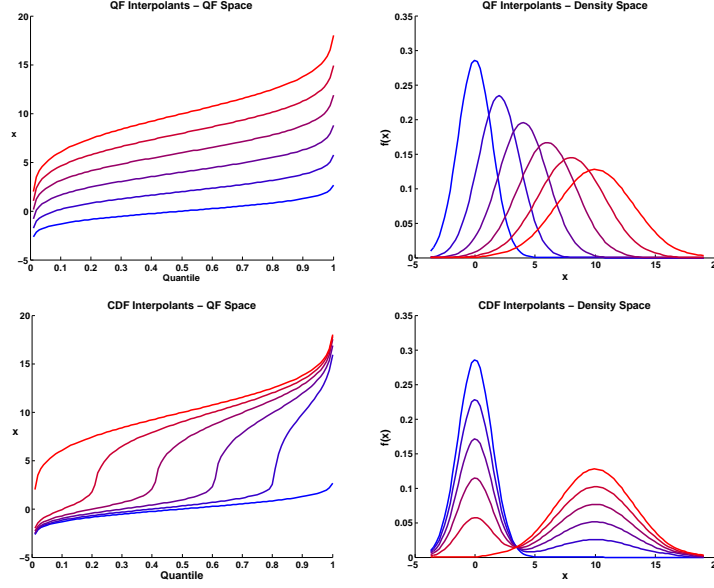 QF Interpolants – QF Space
20
15
10
5
0
−5
x
0 0.1 0.2 0.3 0.4 0.5 0.6 0.7 0.8 0.9 1
Quantile
QF Interpolants – Density Space
0.35
0.3
0.25
0.2
0.15
0.1
0.05
0
f(x)
−5 0 5 10 15 2
x
CDF Interpolants – QF Space
20
15
10
5
0
−5
x
0 0.1 0.2 0.3 0.4 0.5 0.6 0.7 0.8 0.9 1
Quantile
CDF Interpolants – Density Space
0.35
0.3
0.25
0.2
0.15
0.1
0.05
0
f(x)
−5 0 5 10 15 2
x